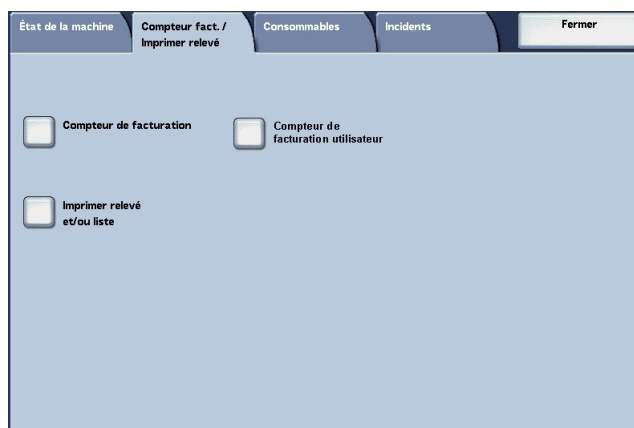 État de la machine
Compteur fact. /
Imprimer relevé
Consommables
Incidents
Fermer
Compteur de facturation
Compteur de
facturation utilisateur
Imprimer relevé
et/ou liste